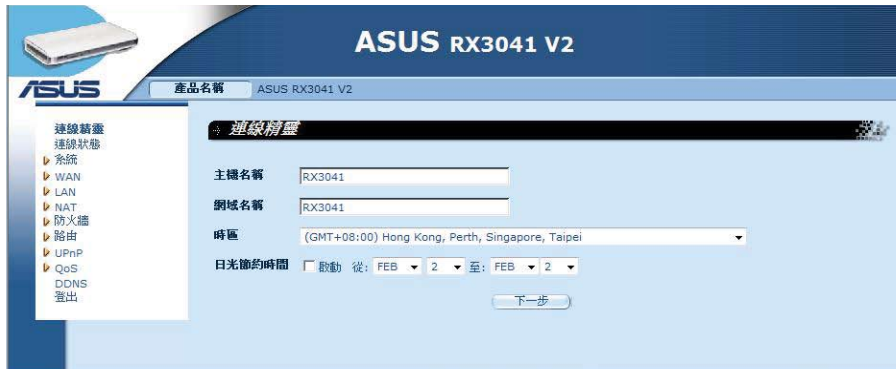 ASUS RX3041 V2
ASUS
產品名稱 ASUS RX3041 V2
連線精靈
連線狀態
系統
WAN
LAN
NAT
防火牆
路由
UPnP
QoS
DDNS
登出
連線精靈
主機名稱 RX3041
網域名稱 RX3041
時區 (GMT+08:00) Hong Kong, Perth, Singapore, Taipei
日光節約時間 啟動 從: FEB 2 至: FEB 2
下一步